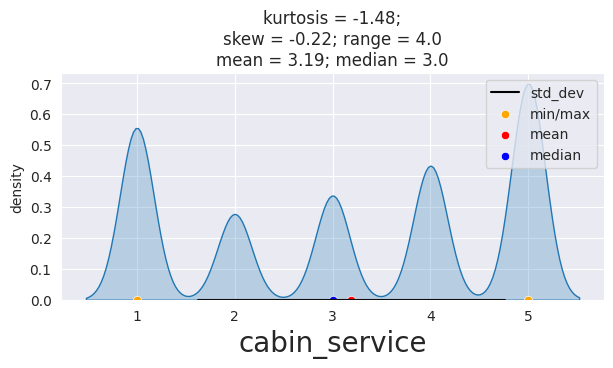 kurtosis = -1.48;
skew = -0.22; range = 4.0
mean = 3.19; median = 3.0
0.7
0.6
0.5
0.4
0.3
0.2
0.1
0.0
density
std_dev
min/max
mean
median
1 2 3 4 5
cabin_service